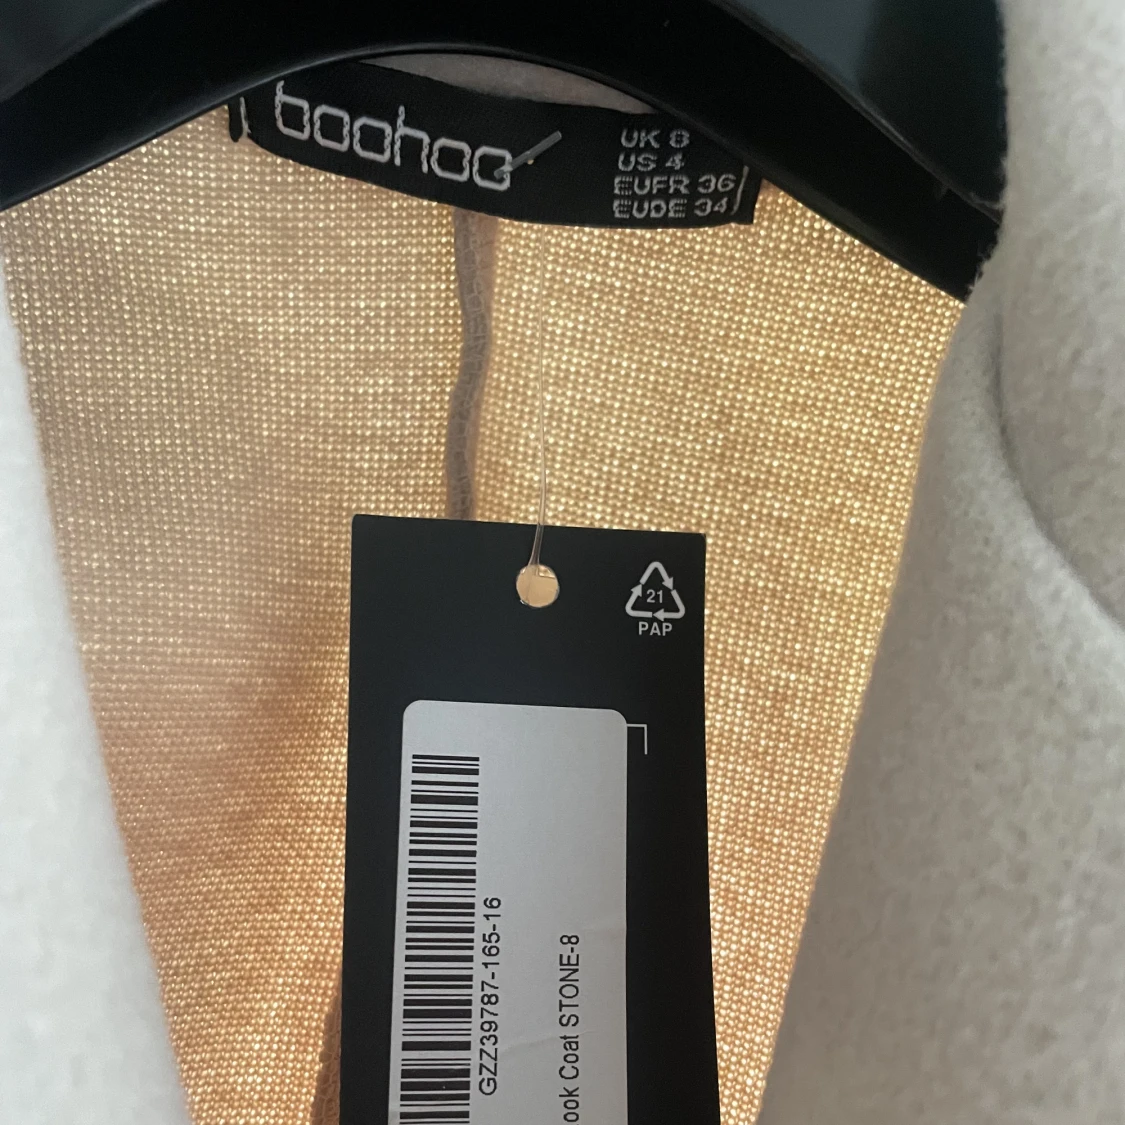 boohoo
UK 8
US 4
EUFR 36
EUDE 34
21
PAP
GZZ39787-165-16
ook Coat STONE-8